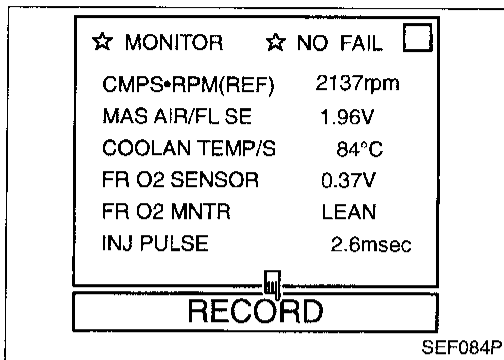 ☆ MONITOR ☆ NO FAIL
CMPS•RPM(REF) 2137rpm
MAS AIR/FL SE 1.96V
COOLAN TEMP/S 84°C
FR O2 SENSOR 0.37V
FR O2 MNTR LEAN
INJ PULSE 2.6msec
RECORD
SEF084P